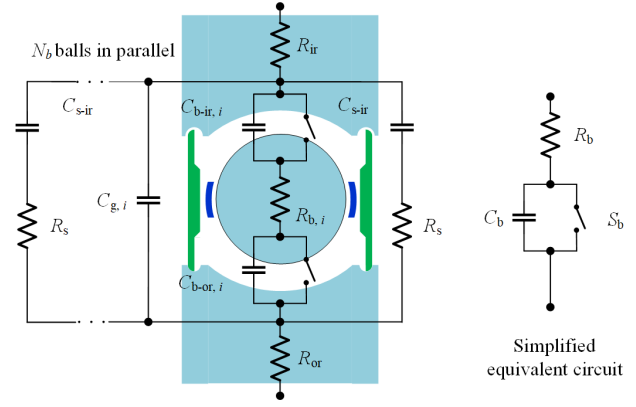 N_b balls in parallel
R_ir
C_s-ir
C_b-ir, i
C_s-ir
R_b
C_g, i
R_b, i
R_s
R_s
C_b
S_b
C_b-or, i
R_or
Simplified
equivalent circuit